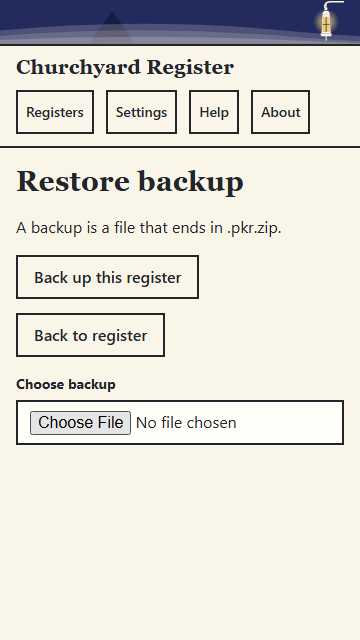 Churchyard Register
Registers
Settings
Help
About
Restore backup
A backup is a file that ends in .pkr.zip.
Back up this register
Back to register
Choose backup
Choose File No file chosen